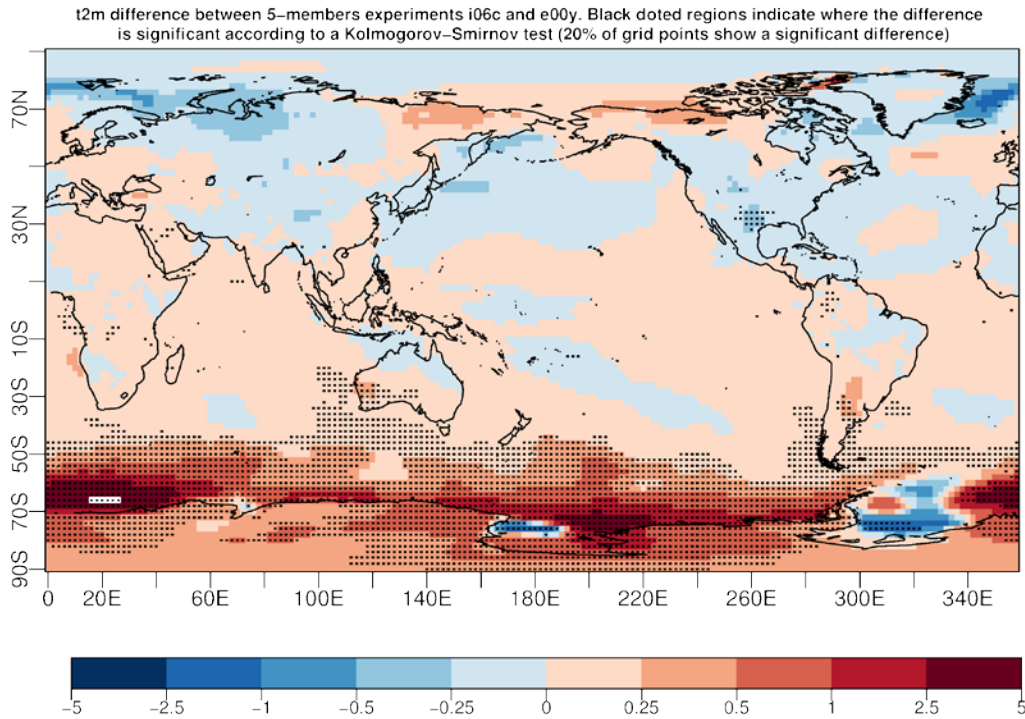 t2m difference between 5–members experiments i06c and e00y. Black doted regions indicate where the difference
is significant according to a Kolmogorov–Smirnov test (20% of grid points show a significant difference)
70N
30N
10S
30S
50S
70S
90S
0 20E 60E 100E 140E 180E 220E 260E 300E 340E
−5 −2.5 −1 −0.5 −0.25 0 0.25 0.5 1 2.5 5